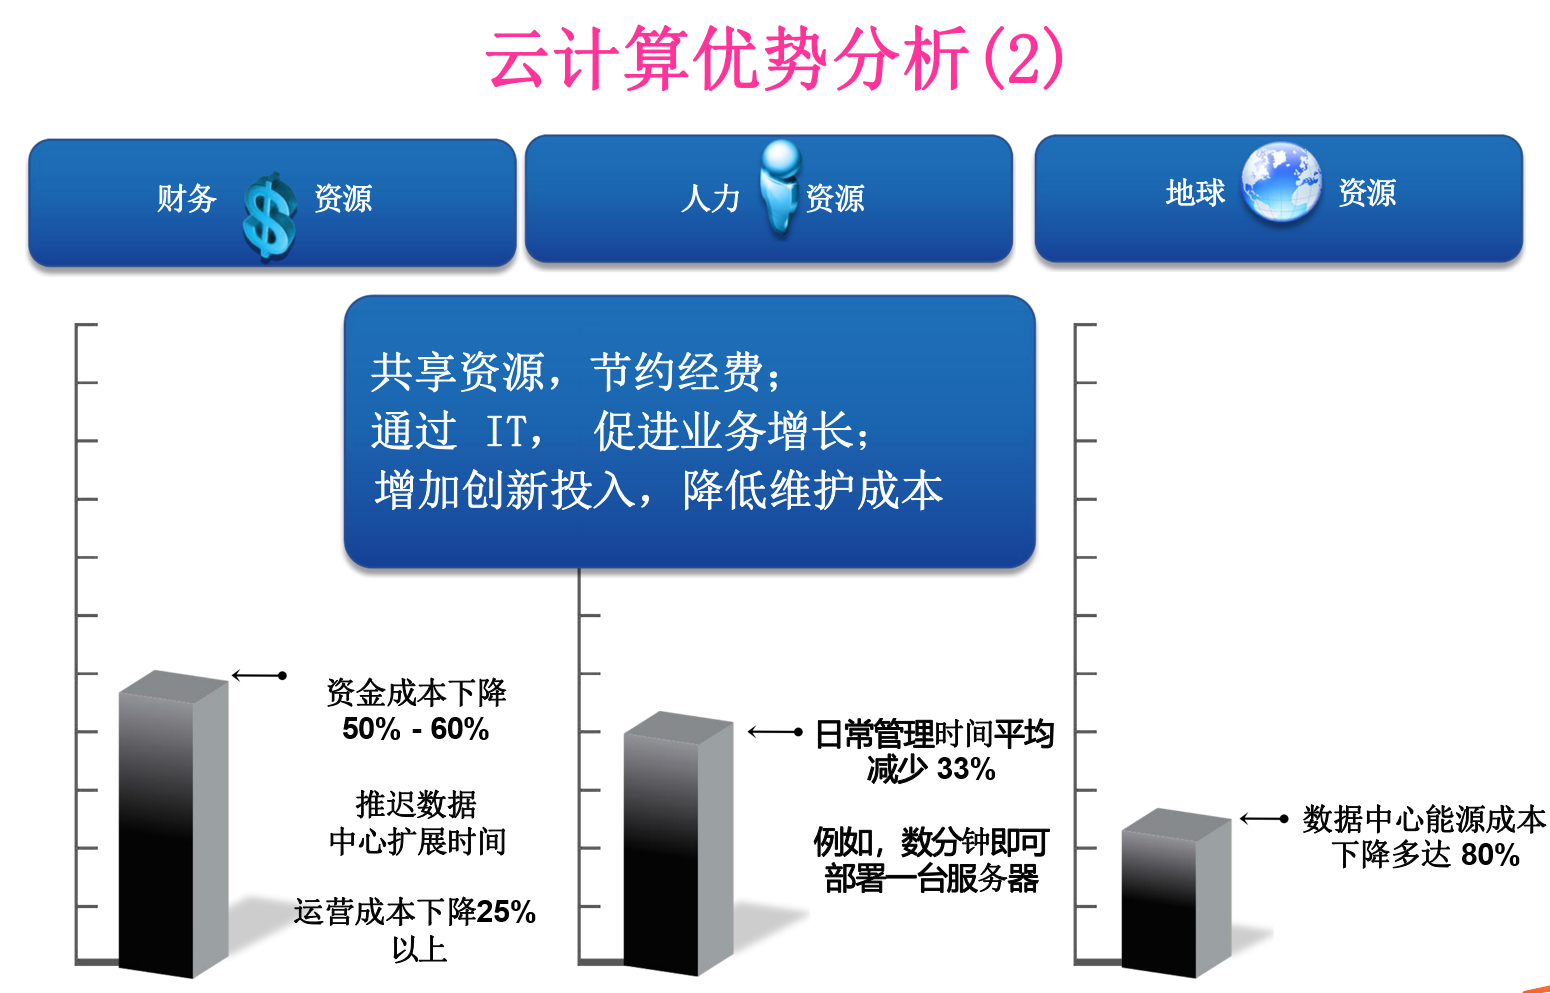 云计算优势分析(2)
财务 资源
人力 资源
地球 资源
共享资源，节约经费；
通过 IT， 促进业务增长；
增加创新投入，降低维护成本
资金成本下降
50% - 60%
推迟数据
中心扩展时间
运营成本下降25%
以上
日常管理时间平均
减少 33%
例如，数分钟即可
部署一台服务器
数据中心能源成本
下降多达 80%